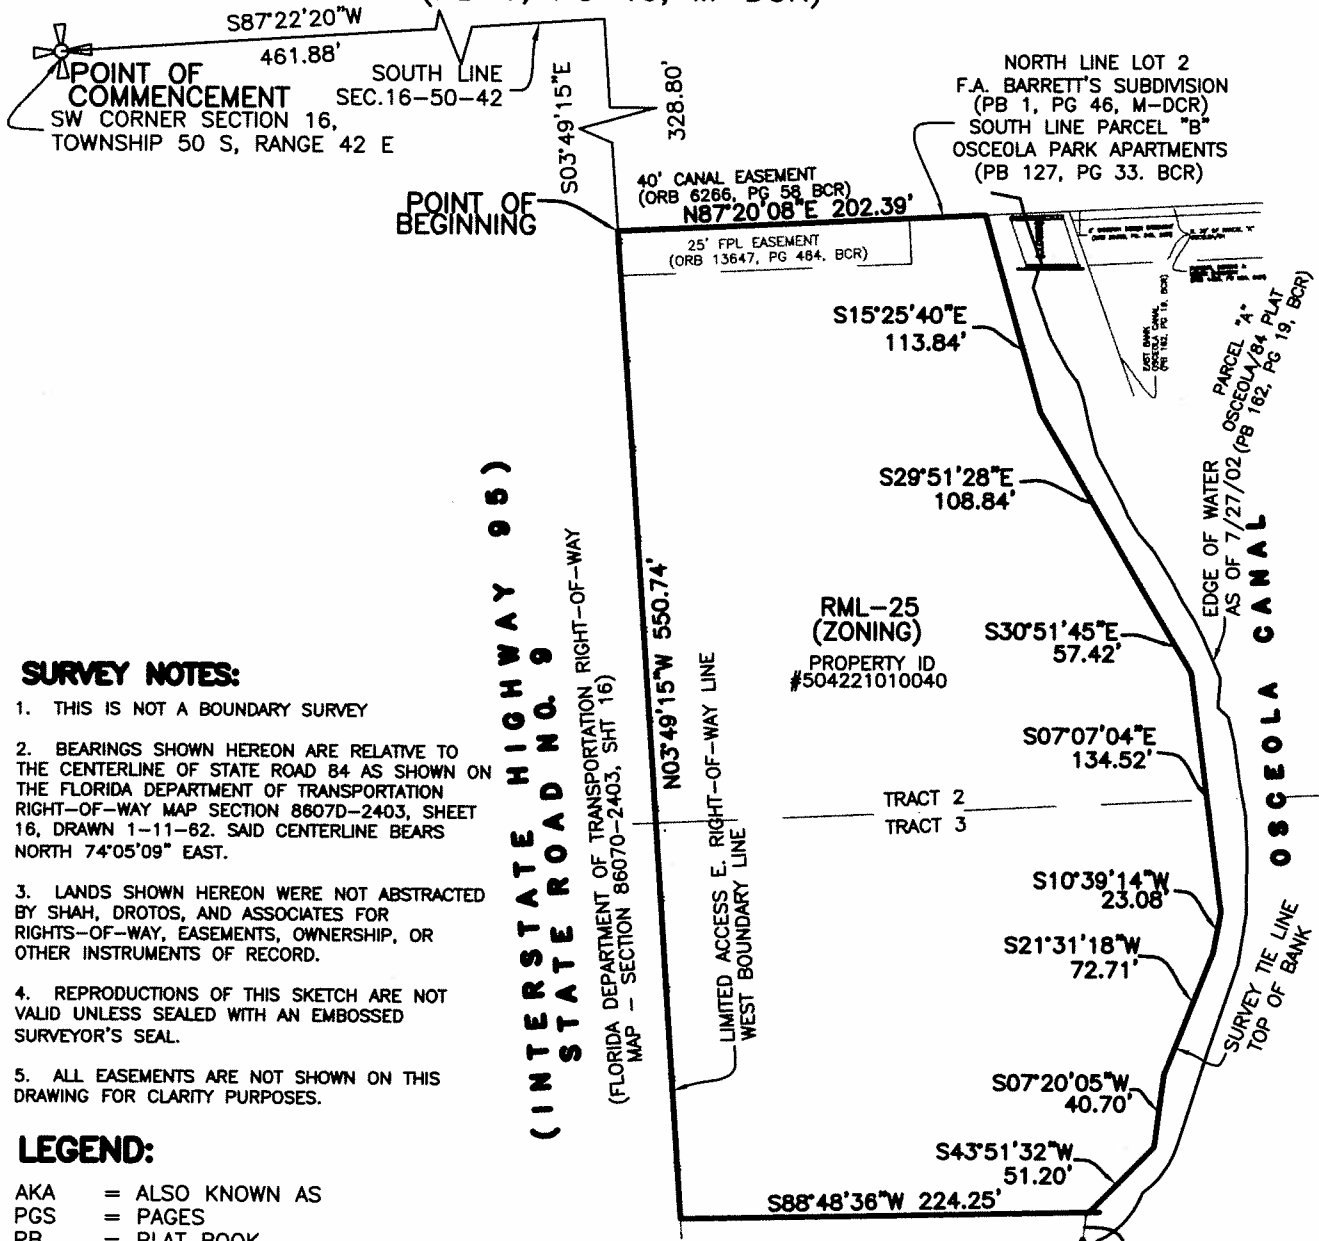 S87°22'20"W
461.88'
POINT OF
COMMENCEMENT
SW CORNER SECTION 16,
TOWNSHIP 50 S, RANGE 42 E
SOUTH LINE
SEC.16-50-42
S03°49'15"E
328.80'
NORTH LINE LOT 2
F.A. BARRETT'S SUBDIVISION
(PB 1, PG 46, M-DCR)
SOUTH LINE PARCEL "B"
OSCEOLA PARK APARTMENTS
(PB 127, PG 33. BCR)
POINT OF
BEGINNING
40' CANAL EASEMENT
(ORB 6266, PG 58 BCR)
N87°20'08"E 202.39'
25' FPL EASEMENT
(ORB 13647, PG 484, BCR)
EAST BANK
OSCEOLA CANAL
(PB 162, PG 19, BCR)
PARCEL "A"
OSCEOLA/84 PLAT
(PB 162, PG 19, BCR)
S15°25'40"E
113.84'
S29°51'28"E
108.84'
EDGE OF WATER
AS OF 7/27/02
OSCEOLA CANAL
S30°51'45"E
57.42'
RML-25
(ZONING)
PROPERTY ID
#504221010040
S07°07'04"E
134.52'
TRACT 2
TRACT 3
S10°39'14"W
23.08'
S21°31'18"W
72.71'
SURVEY TIE LINE
TOP OF BANK
S07°20'05"W
40.70'
S43°51'32"W
51.20'
S88°48'36"W 224.25'
N03°49'15"W 550.74'
LIMITED ACCESS E. RIGHT-OF-WAY LINE
WEST BOUNDARY LINE
(INTERSTATE HIGHWAY 95)
STATE ROAD NO. 9
(FLORIDA DEPARTMENT OF TRANSPORTATION RIGHT-OF-WAY
MAP - SECTION 86070-2403, SHT 16)
SURVEY NOTES:
1. THIS IS NOT A BOUNDARY SURVEY
2. BEARINGS SHOWN HEREON ARE RELATIVE TO
THE CENTERLINE OF STATE ROAD 84 AS SHOWN ON
THE FLORIDA DEPARTMENT OF TRANSPORTATION
RIGHT-OF-WAY MAP SECTION 8607D-2403, SHEET
16, DRAWN 1-11-62. SAID CENTERLINE BEARS
NORTH 74°05'09" EAST.
3. LANDS SHOWN HEREON WERE NOT ABSTRACTED
BY SHAH, DROTOS, AND ASSOCIATES FOR
RIGHTS-OF-WAY, EASEMENTS, OWNERSHIP, OR
OTHER INSTRUMENTS OF RECORD.
4. REPRODUCTIONS OF THIS SKETCH ARE NOT
VALID UNLESS SEALED WITH AN EMBOSSED
SURVEYOR'S SEAL.
5. ALL EASEMENTS ARE NOT SHOWN ON THIS
DRAWING FOR CLARITY PURPOSES.
LEGEND:
AKA = ALSO KNOWN AS
PGS = PAGES
PB = PLAT BOOK